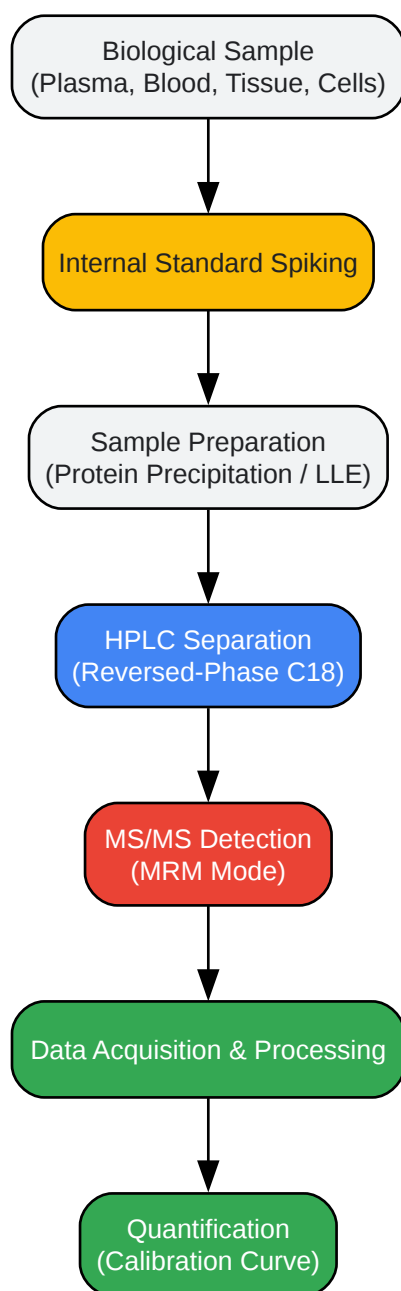 Biological Sample
(Plasma, Blood, Tissue, Cells)
Internal Standard Spiking
Sample Preparation
(Protein Precipitation / LLE)
HPLC Separation
(Reversed-Phase C18)
MS/MS Detection
(MRM Mode)
Data Acquisition & Processing
Quantification
(Calibration Curve)